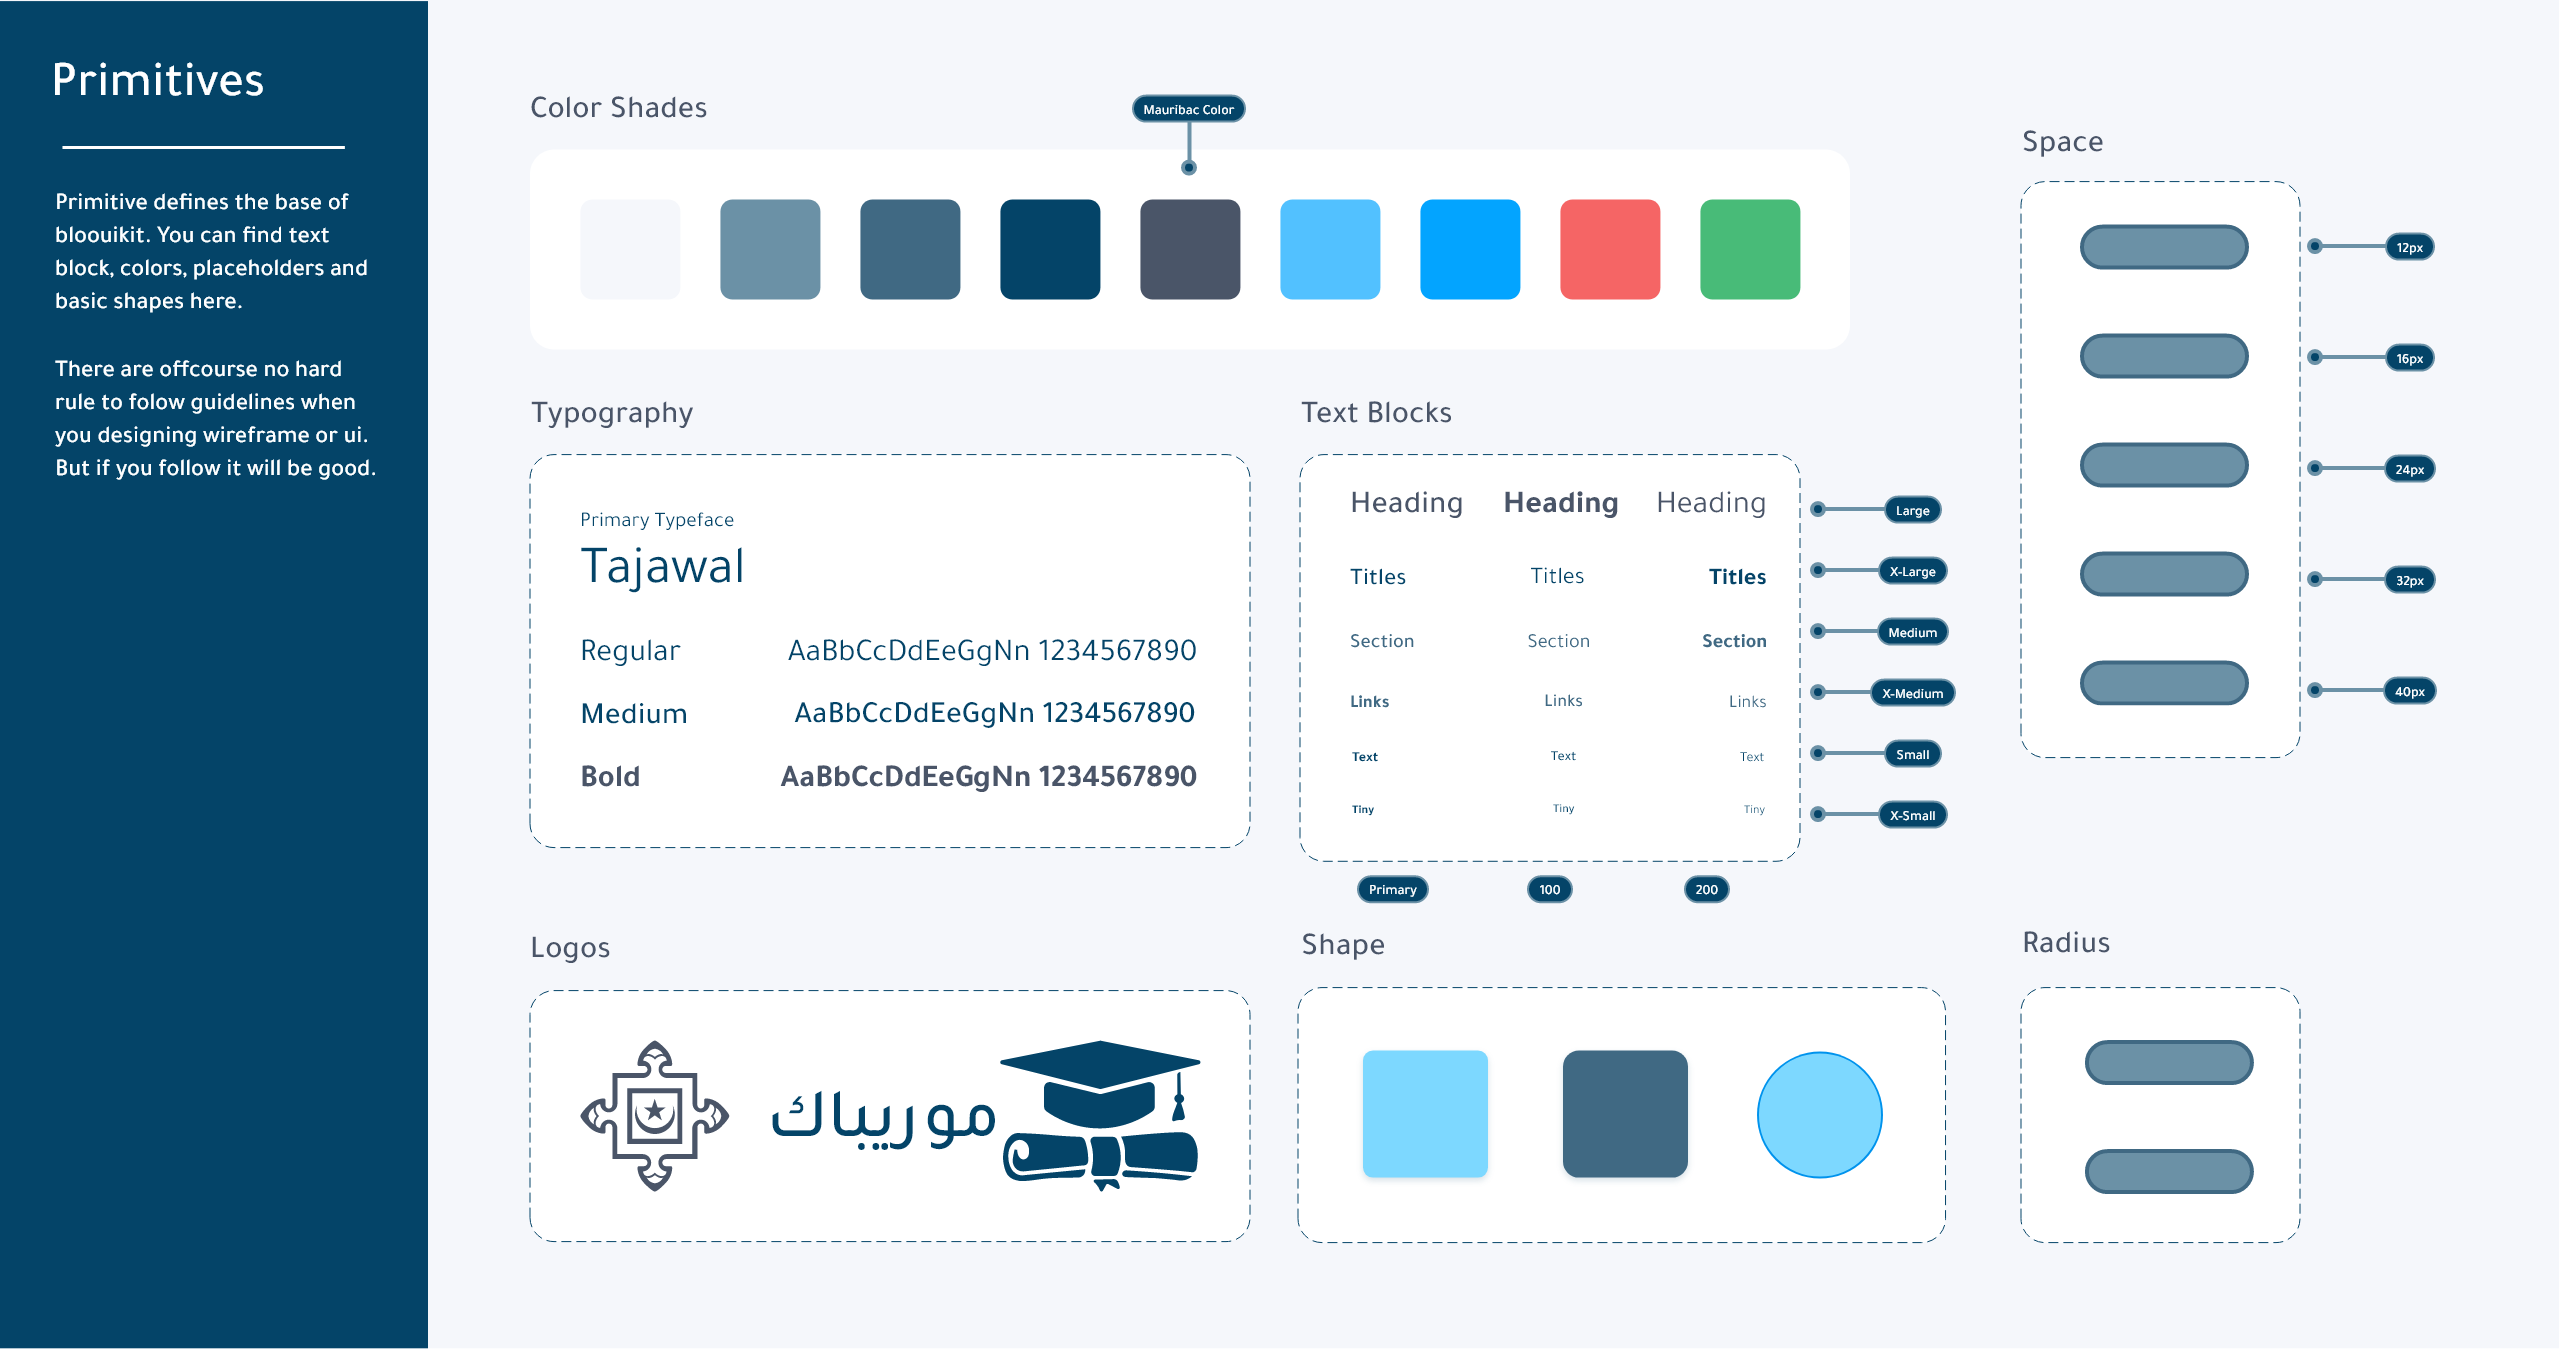 Primitives
Primitive defines the base of
bloouikit. You can find text
block, colors, placeholders and
basic shapes here.
There are offcourse no hard
rule to folow guidelines when
you designing wireframe or ui.
But if you follow it will be good.
Color Shades
Mauribac Color
Typography
Primary Typeface
Tajawal
Regular AaBbCcDdEeGgNn 1234567890
Medium AaBbCcDdEeGgNn 1234567890
Bold AaBbCcDdEeGgNn 1234567890
Text Blocks
Heading Heading Heading Large
Titles Titles Titles X-Large
Section Section Section Medium
Links Links Links X-Medium
Text Text Text Small
Tiny Tiny Tiny X-Small
Primary 100 200
Space
12px
16px
24px
32px
40px
Logos
موريباك
Shape
Radius